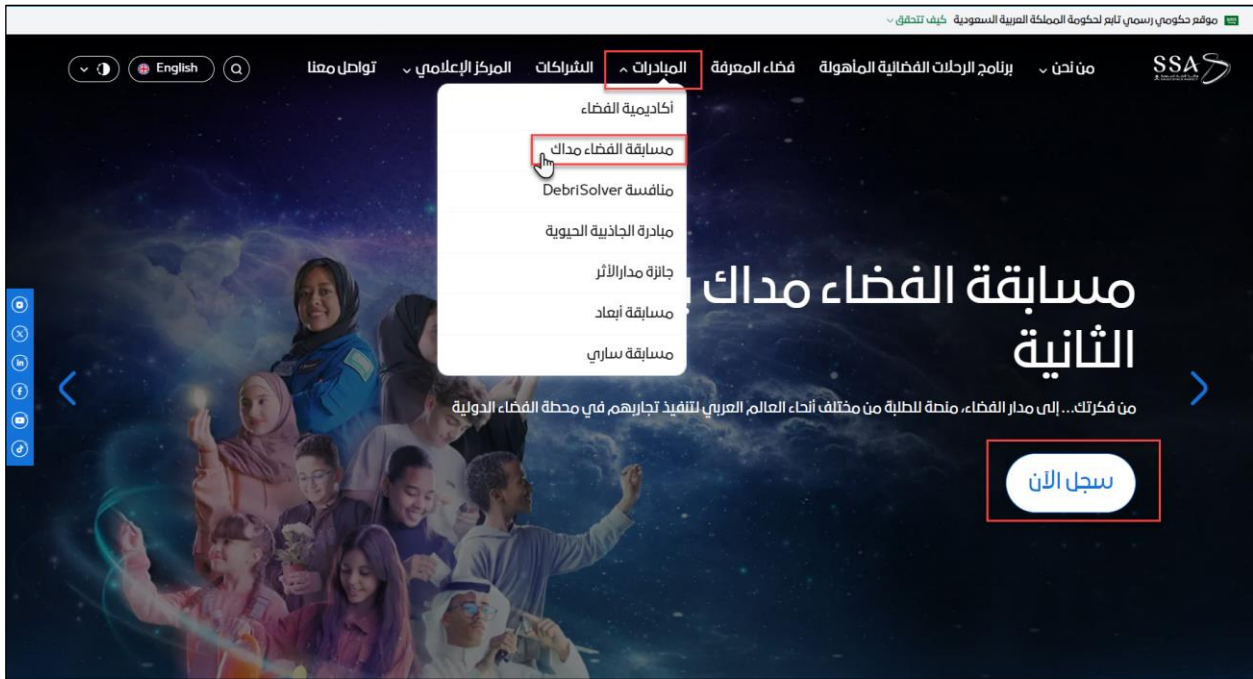 موقع حكومي رسمي تابع لحكومة المملكة العربية السعودية كيف تتحقق
SSA
من نحن
برنامج الرحلات الفضائية المأهولة
فضاء المعرفة
المبادرات
الشراكات
المركز الإعلامي
تواصل معنا
English
أكاديمية الفضاء
مسابقة الفضاء مداك
منافسة DebriSolver
مبادرة الجاذبية الحيوية
جائزة مدارالأثر
مسابقة أبعاد
مسابقة ساري
مسابقة الفضاء مداك
الثانية
من فكرتك... إلى مدار الفضاء، منصة للطلبة من مختلف أنحاء العالم العربي لتنفيذ تجاربهم في محطة الفضاء الدولية
سجل الآن